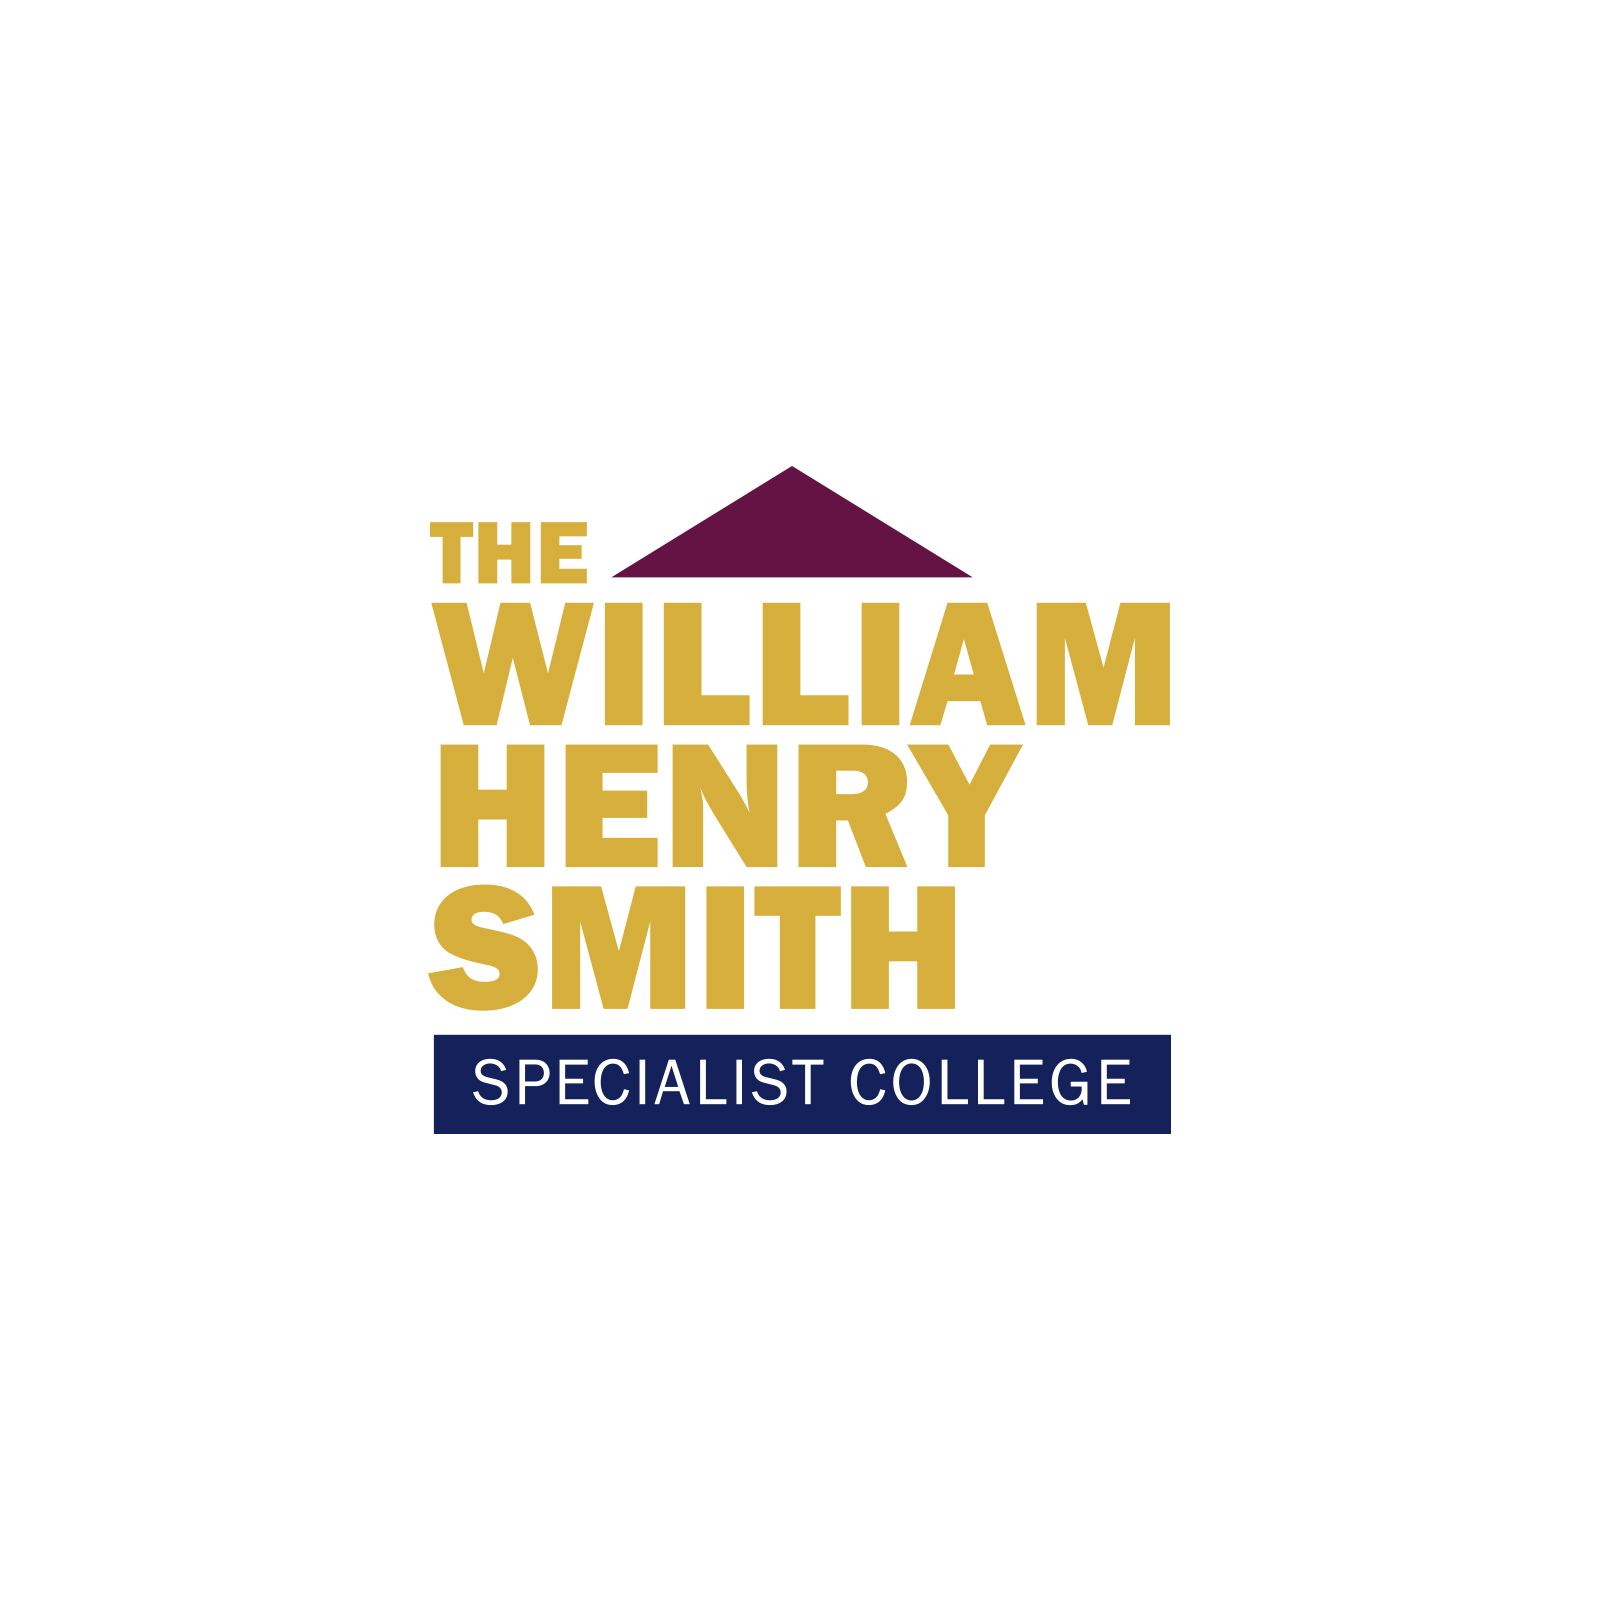 THE
WILLIAM
HENRY
SMITH
SPECIALIST COLLEGE